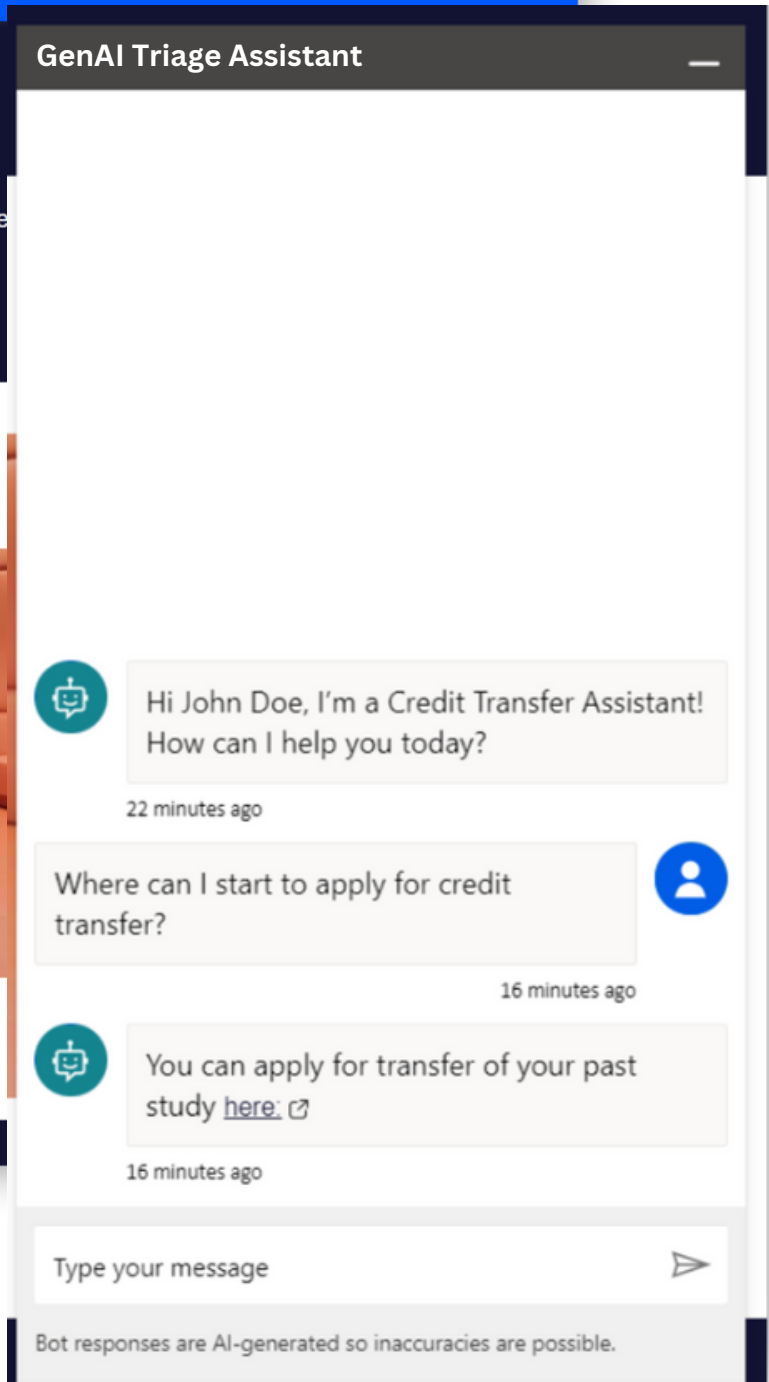 GenAI Triage Assistant
Hi John Doe, I'm a Credit Transfer Assistant!
How can I help you today?
22 minutes ago
Where can I start to apply for credit
transfer?
16 minutes ago
You can apply for transfer of your past
study here:
16 minutes ago
Type your message
Bot responses are AI-generated so inaccuracies are possible.